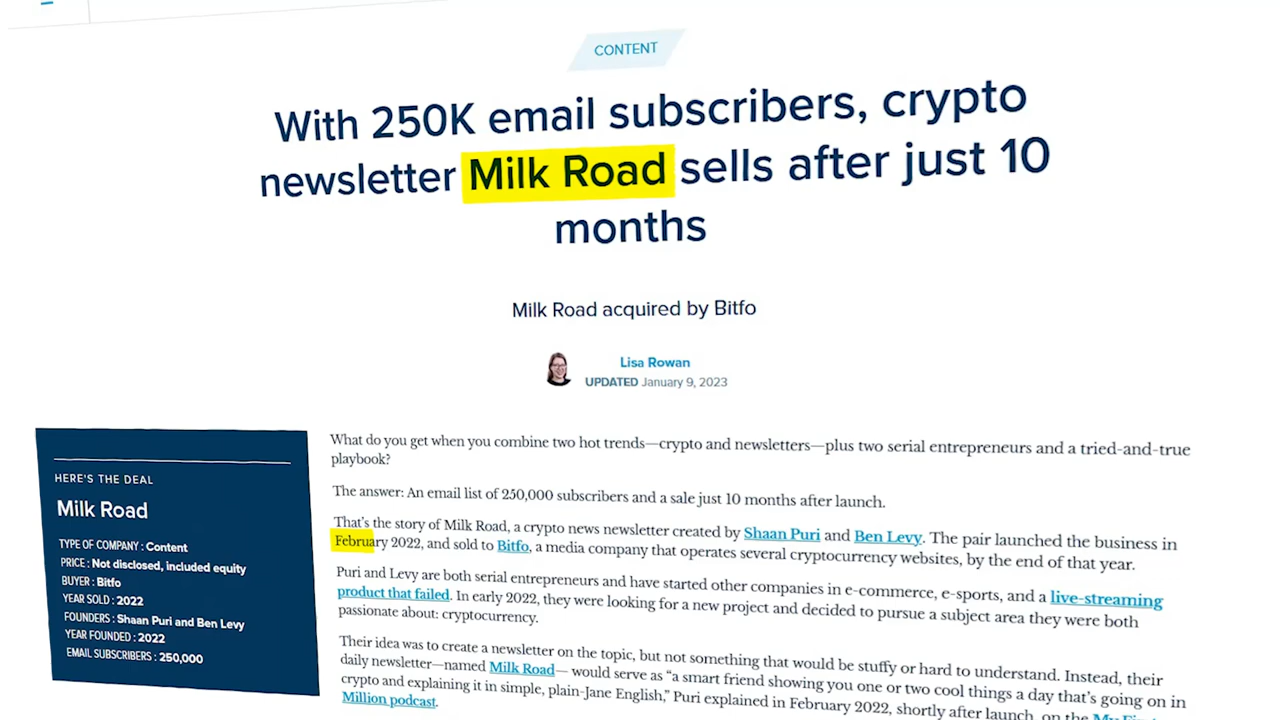 CONTENT
With 250K email subscribers, crypto
newsletter Milk Road sells after just 10
months
Milk Road acquired by Bitfo
Lisa Rowan
UPDATED January 9, 2023
HERE'S THE DEAL
Milk Road
TYPE OF COMPANY : Content
PRICE : Not disclosed, included equity
BUYER : Bitfo
YEAR SOLD : 2022
FOUNDERS : Shaan Puri and Ben Levy
YEAR FOUNDED : 2022
EMAIL SUBSCRIBERS : 250,000
What do you get when you combine two hot trends—crypto and newsletters—plus two serial entrepreneurs and a tried-and-true
playbook?
The answer: An email list of 250,000 subscribers and a sale just 10 months after launch.
That's the story of Milk Road, a crypto news newsletter created by Shaan Puri and Ben Levy. The pair launched the business in
February 2022, and sold to Bitfo, a media company that operates several cryptocurrency websites, by the end of that year.
Puri and Levy are both serial entrepreneurs and have started other companies in e-commerce, e-sports, and a live-streaming
product that failed. In early 2022, they were looking for a new project and decided to pursue a subject area they were both
passionate about: cryptocurrency.
Their idea was to create a newsletter on the topic, but not something that would be stuffy or hard to understand. Instead, their
daily newsletter—named Milk Road— would serve as "a smart friend showing you one or two cool things a day that's going on in
crypto and explaining it in simple, plain-Jane English," Puri explained in February 2022, shortly after launch, on the My
Million podcast.